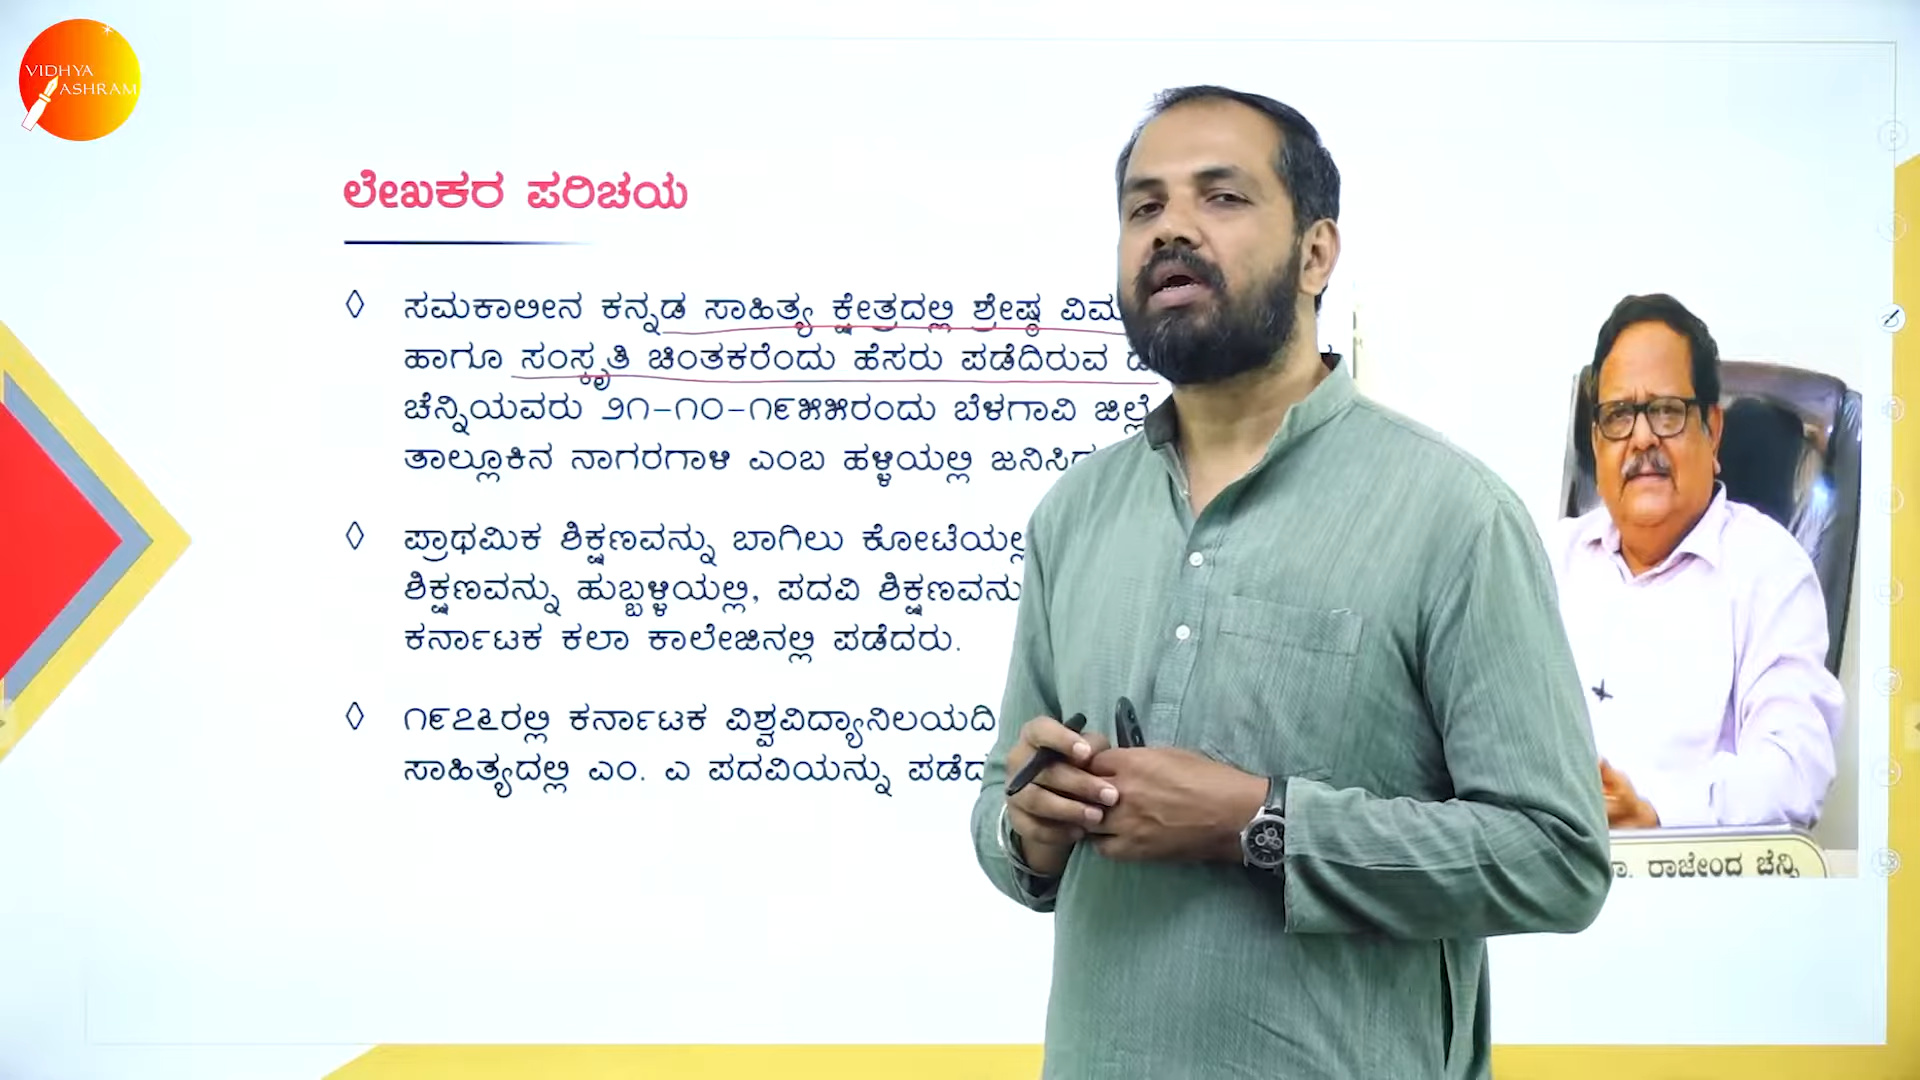 VIDHYA
ASHRAM
ಲೇಖಕರ ಪರಿಚಯ
◊ ಸಮಕಾಲೀನ ಕನ್ನಡ ಸಾಹಿತ್ಯ ಕ್ಷೇತ್ರದಲ್ಲಿ ಶ್ರೇಷ್ಠ
ಹಾಗೂ ಸಂಸ್ಕೃತಿ ಚಿಂತಕರೆಂದು ಹೆಸರು ಪಡೆದಿರುವ
ಚೆನ್ನಿಯವರು ೨೧-೧೦-೧೯೫೫ರಂದು ಬೆಳಗಾವಿ ಜಿಲ್ಲೆ
ತಾಲ್ಲೂಕಿನ ನಾಗರಗಾಳಿ ಎಂಬ ಹಳ್ಳಿಯಲ್ಲಿ
◊ ಪ್ರಾಥಮಿಕ ಶಿಕ್ಷಣವನ್ನು ಬಾಗಿಲು ಕೋಟೆಯಲ್ಲಿ
ಶಿಕ್ಷಣವನ್ನು ಹುಬ್ಬಳ್ಳಿಯಲ್ಲಿ, ಪದವಿ ಶಿಕ್ಷಣವನ್ನು
ಕರ್ನಾಟಕ ಕಲಾ ಕಾಲೇಜಿನಲ್ಲಿ ಪಡೆದರು.
◊ ೧೯೭೬ರಲ್ಲಿ ಕರ್ನಾಟಕ
ಸಾಹಿತ್ಯದಲ್ಲಿ ಎಂ. ಎ ಪದವಿಯನ್ನು
ರಾಜೇಂದ್ರ ಚೆನ್ನಿ